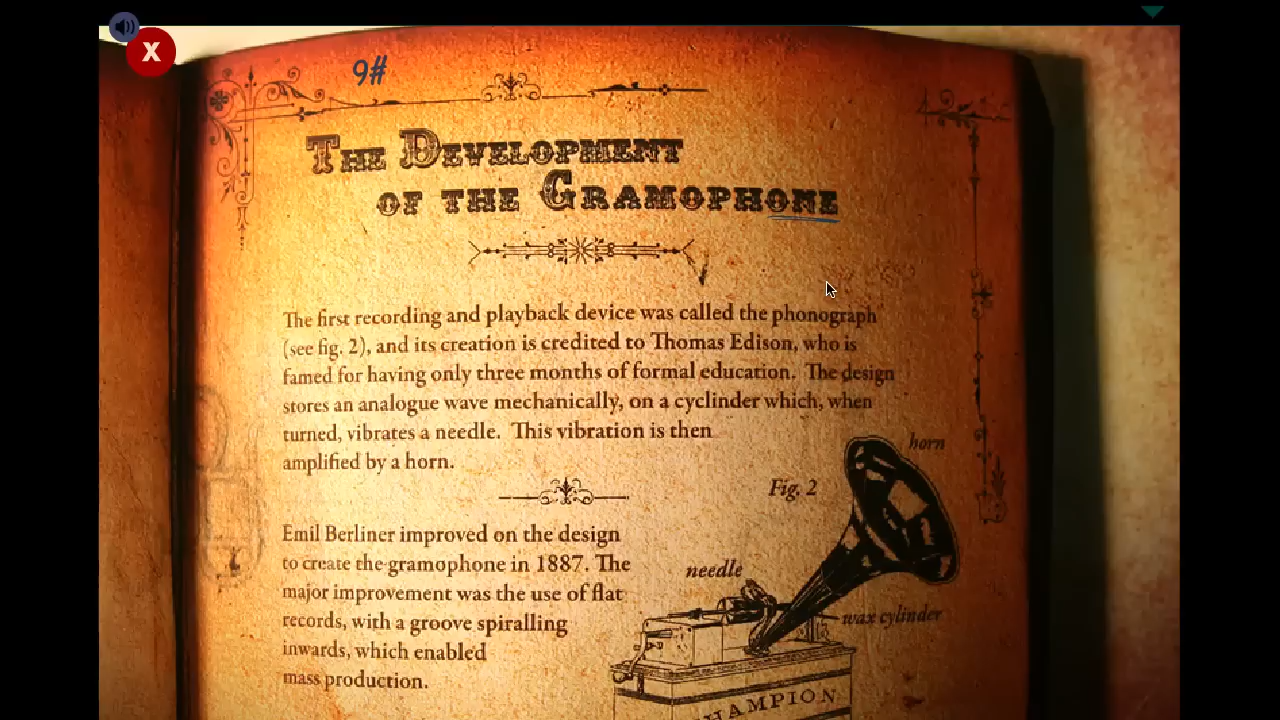 X
9#
THE DEVELOPMENT
OF THE GRAMOPHONE
The first recording and playback device was called the phonograph
(see fig. 2), and its creation is credited to Thomas Edison, who is
famed for having only three months of formal education. The design
stores an analogue wave mechanically, on a cyclinder which, when
turned, vibrates a needle. This vibration is then
amplified by a horn.
horn
Fig. 2
Emil Berliner improved on the design
to create the gramophone in 1887. The
major improvement was the use of flat
records, with a groove spiralling
inwards, which enabled
mass production.
needle
wax cylinder
CHAMPION